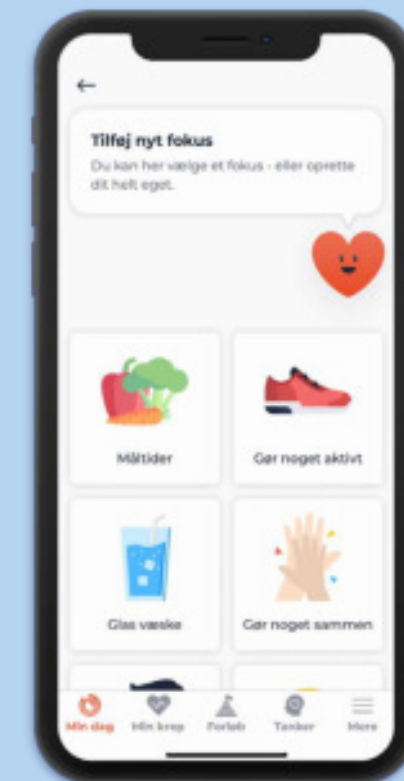 Tilføj nyt fokus
Du kan her vælge et fokus - eller oprette
dit helt eget.
Måltider
Gør noget aktivt
Glas væske
Gør noget sammen
Min dag
Min krop
Forløb
Tanker
Mere